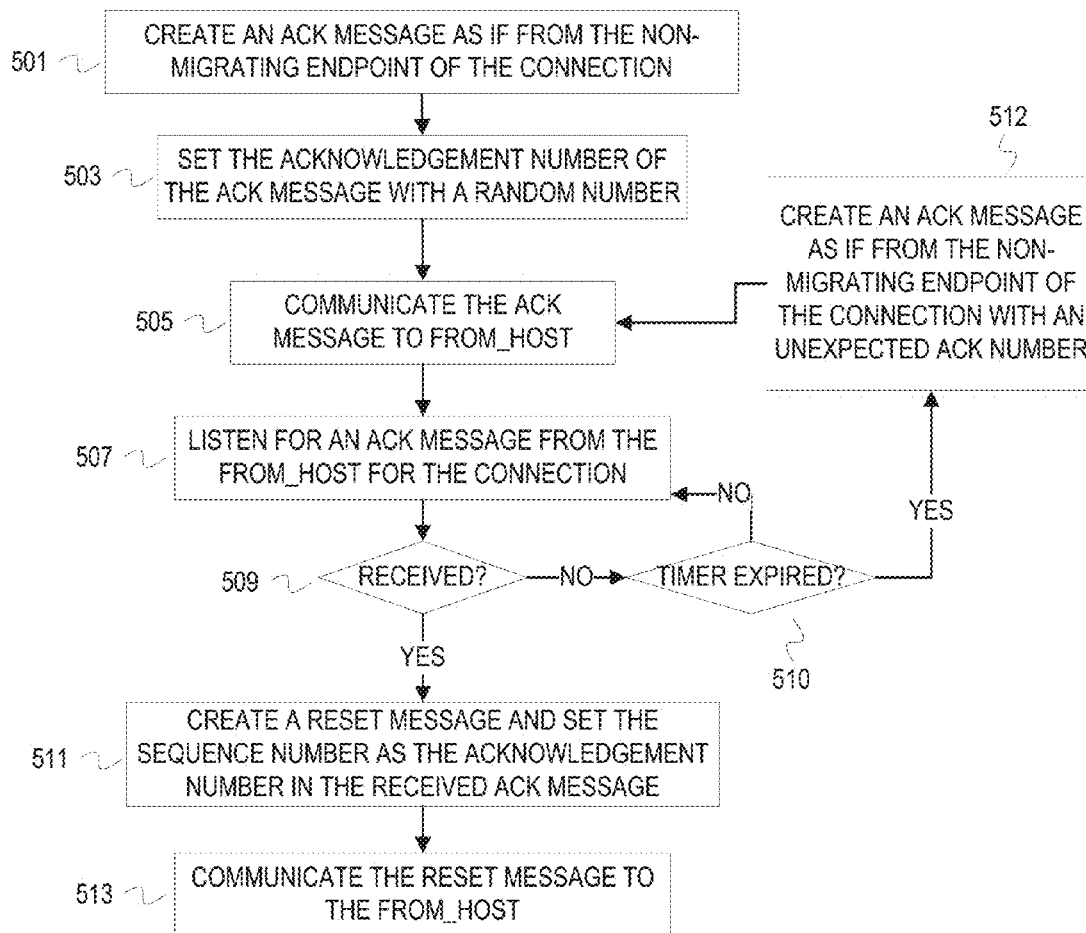 501
CREATE AN ACK MESSAGE AS IF FROM THE NON-
MIGRATING ENDPOINT OF THE CONNECTION
503
SET THE ACKNOWLEDGEMENT NUMBER OF
THE ACK MESSAGE WITH A RANDOM NUMBER
512
CREATE AN ACK MESSAGE
AS IF FROM THE NON-
MIGRATING ENDPOINT OF
THE CONNECTION WITH AN
UNEXPECTED ACK NUMBER
505
COMMUNICATE THE ACK
MESSAGE TO FROM_HOST
507
LISTEN FOR AN ACK MESSAGE FROM THE
FROM_HOST FOR THE CONNECTION
NO
YES
509
RECEIVED?
NO
TIMER EXPIRED?
510
YES
511
CREATE A RESET MESSAGE AND SET THE
SEQUENCE NUMBER AS THE ACKNOWLEDGEMENT
NUMBER IN THE RECEIVED ACK MESSAGE
513
COMMUNICATE THE RESET MESSAGE TO
THE FROM_HOST